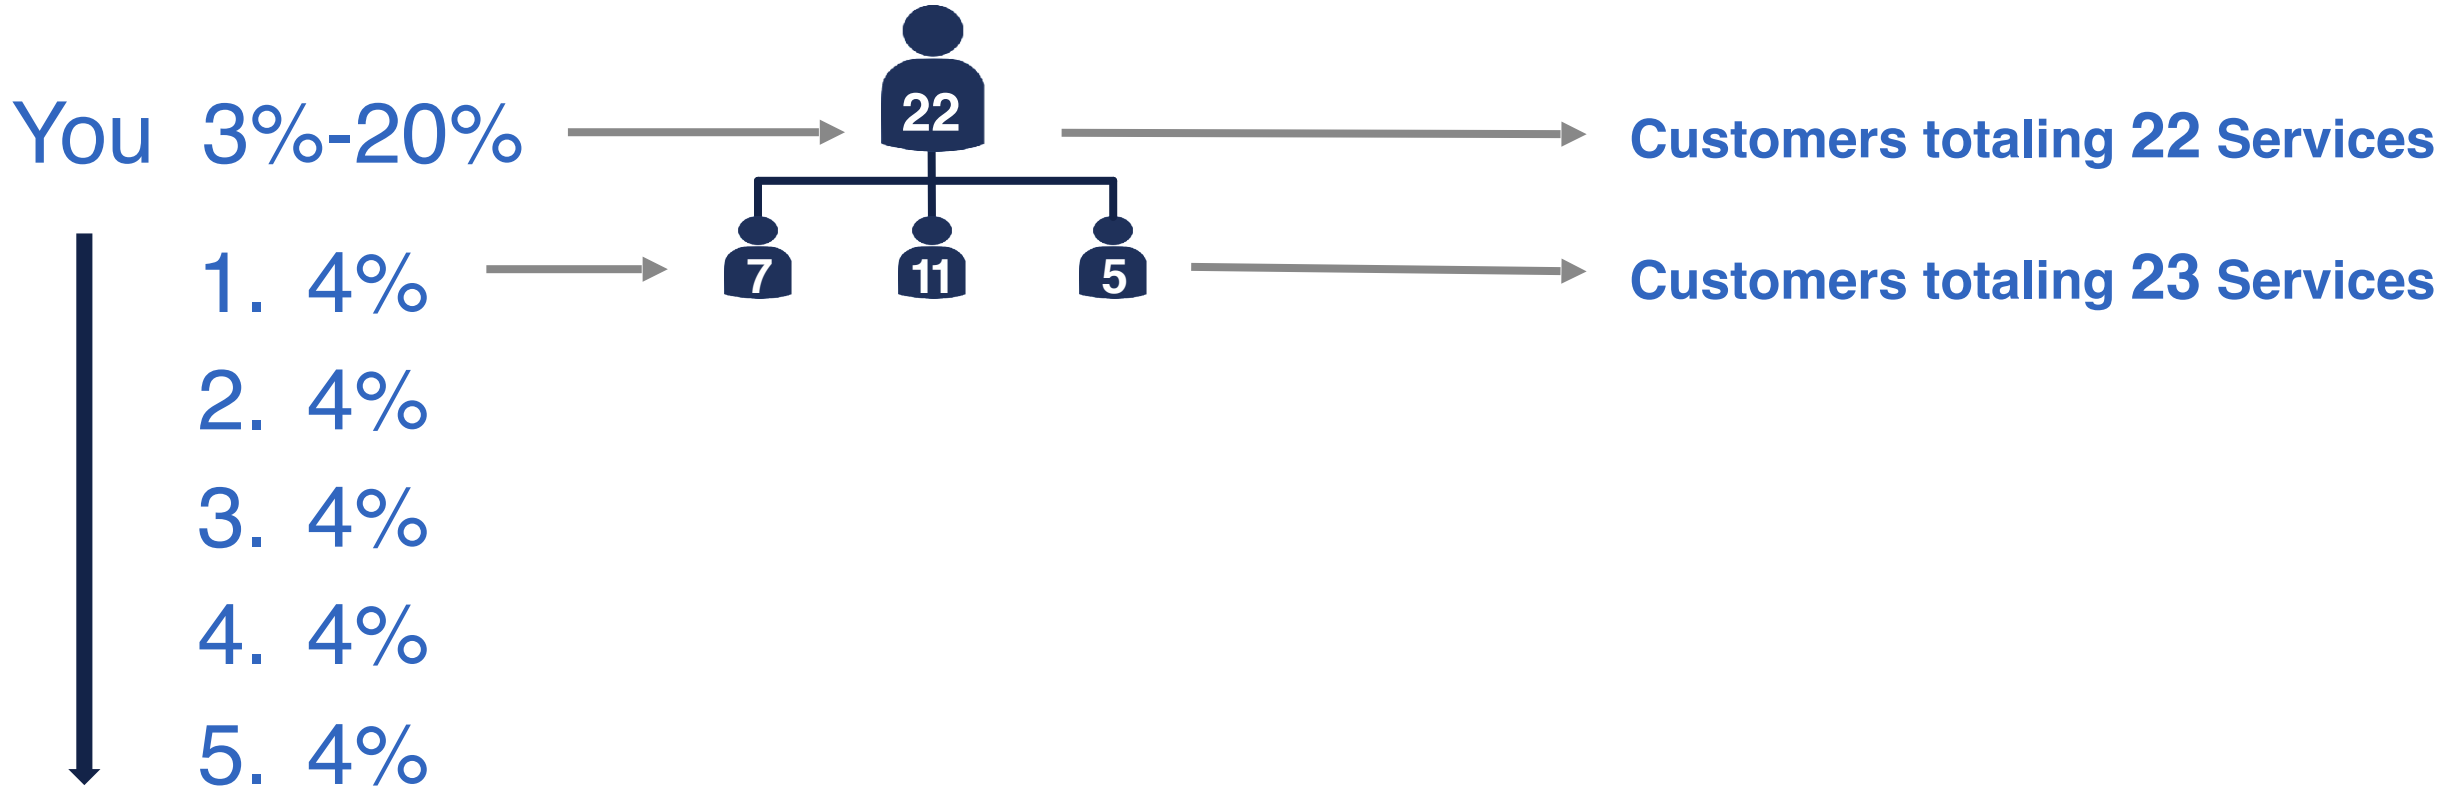 22
You 3%-20%
Customers totaling 22 Services
1. 4%
7 11 5
Customers totaling 23 Services
2. 4%
3. 4%
4. 4%
5. 4%